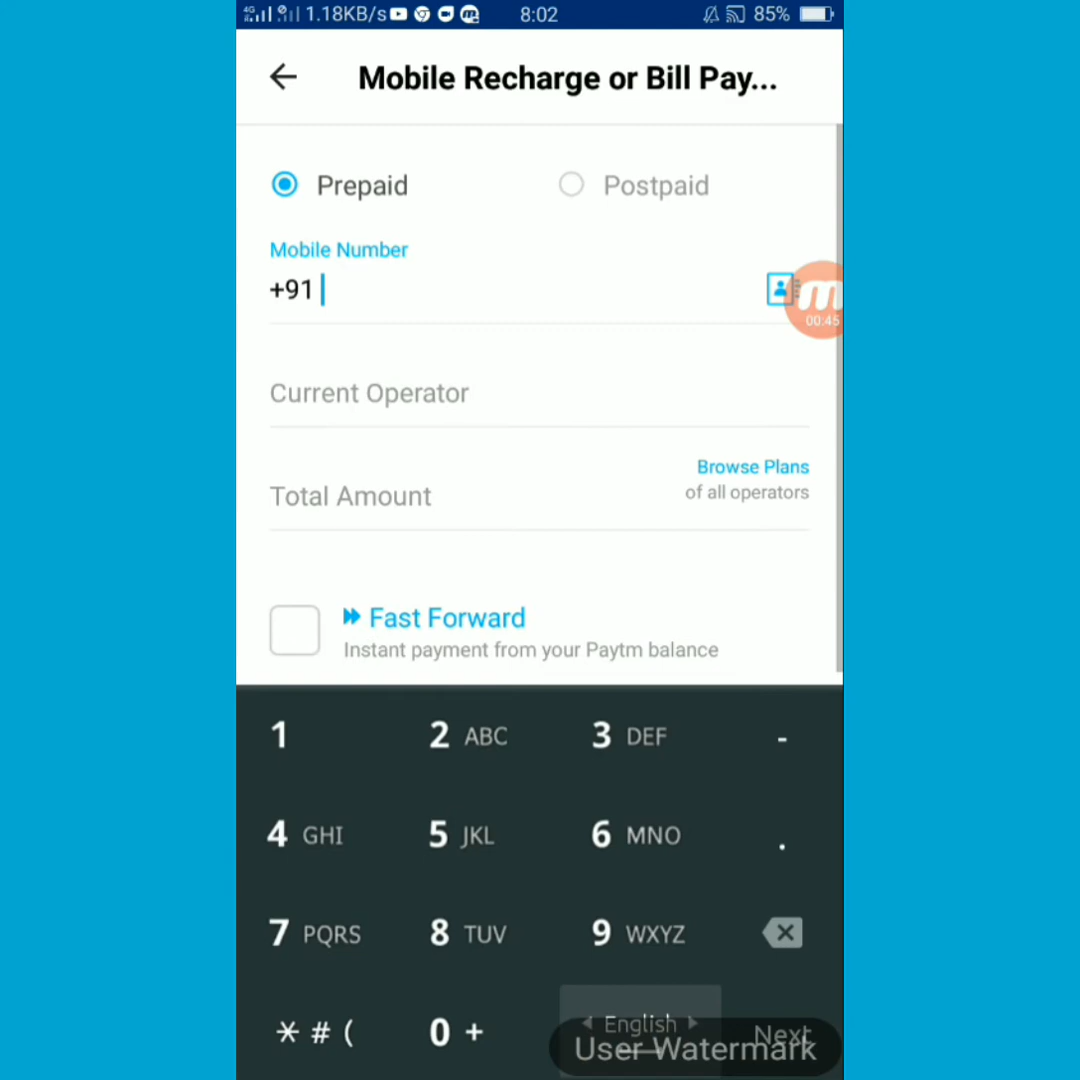 4G 1.18KB/s 8:02 85%
Mobile Recharge or Bill Pay...
Prepaid Postpaid
Mobile Number
+91
m
00:45
Current Operator
Browse Plans
Total Amount
of all operators
Fast Forward
Instant payment from your Paytm balance
1 2 ABC 3 DEF -
4 GHI 5 JKL 6 MNO .
7 PQRS 8 TUV 9 WXYZ
* # ( 0 + English Next
User Watermark